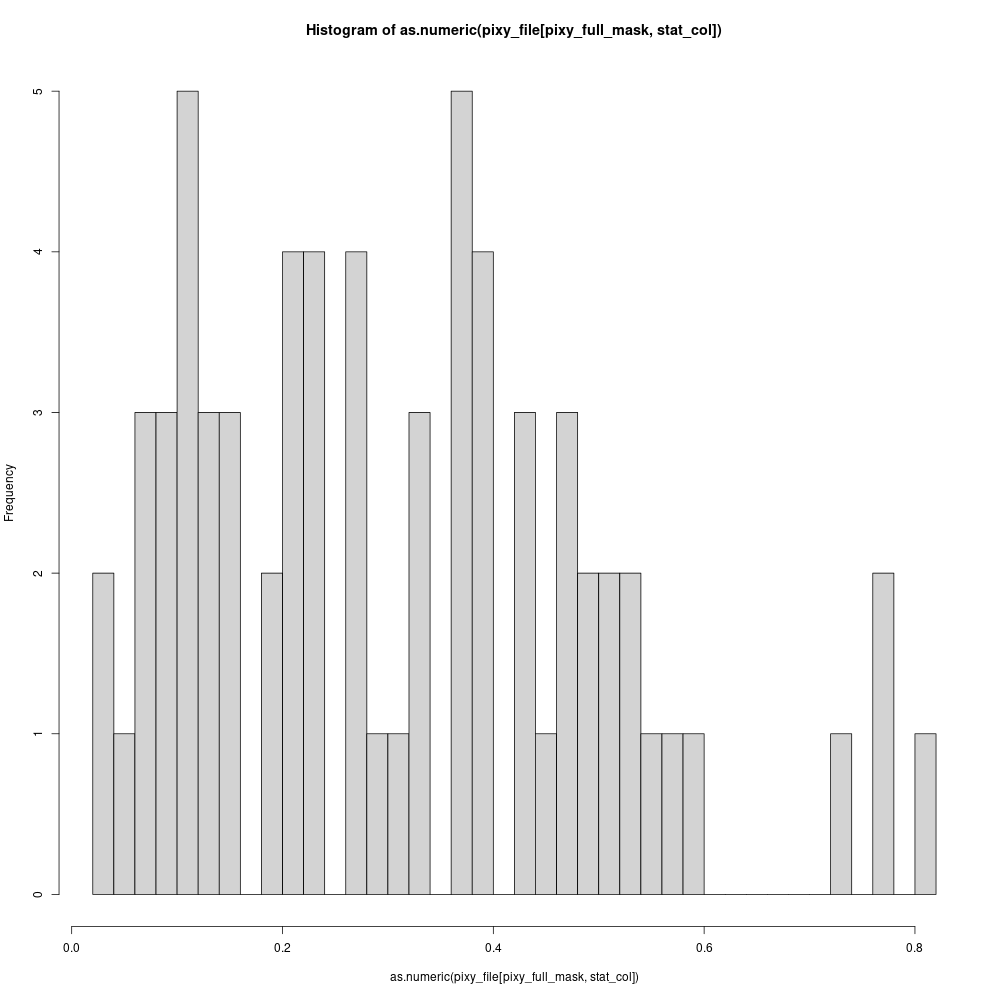 Histogram of as.numeric(pixy_file[pixy_full_mask, stat_col])
5
4
3
2
1
0
Frequency
0.0 0.2 0.4 0.6 0.8
as.numeric(pixy_file[pixy_full_mask, stat_col])